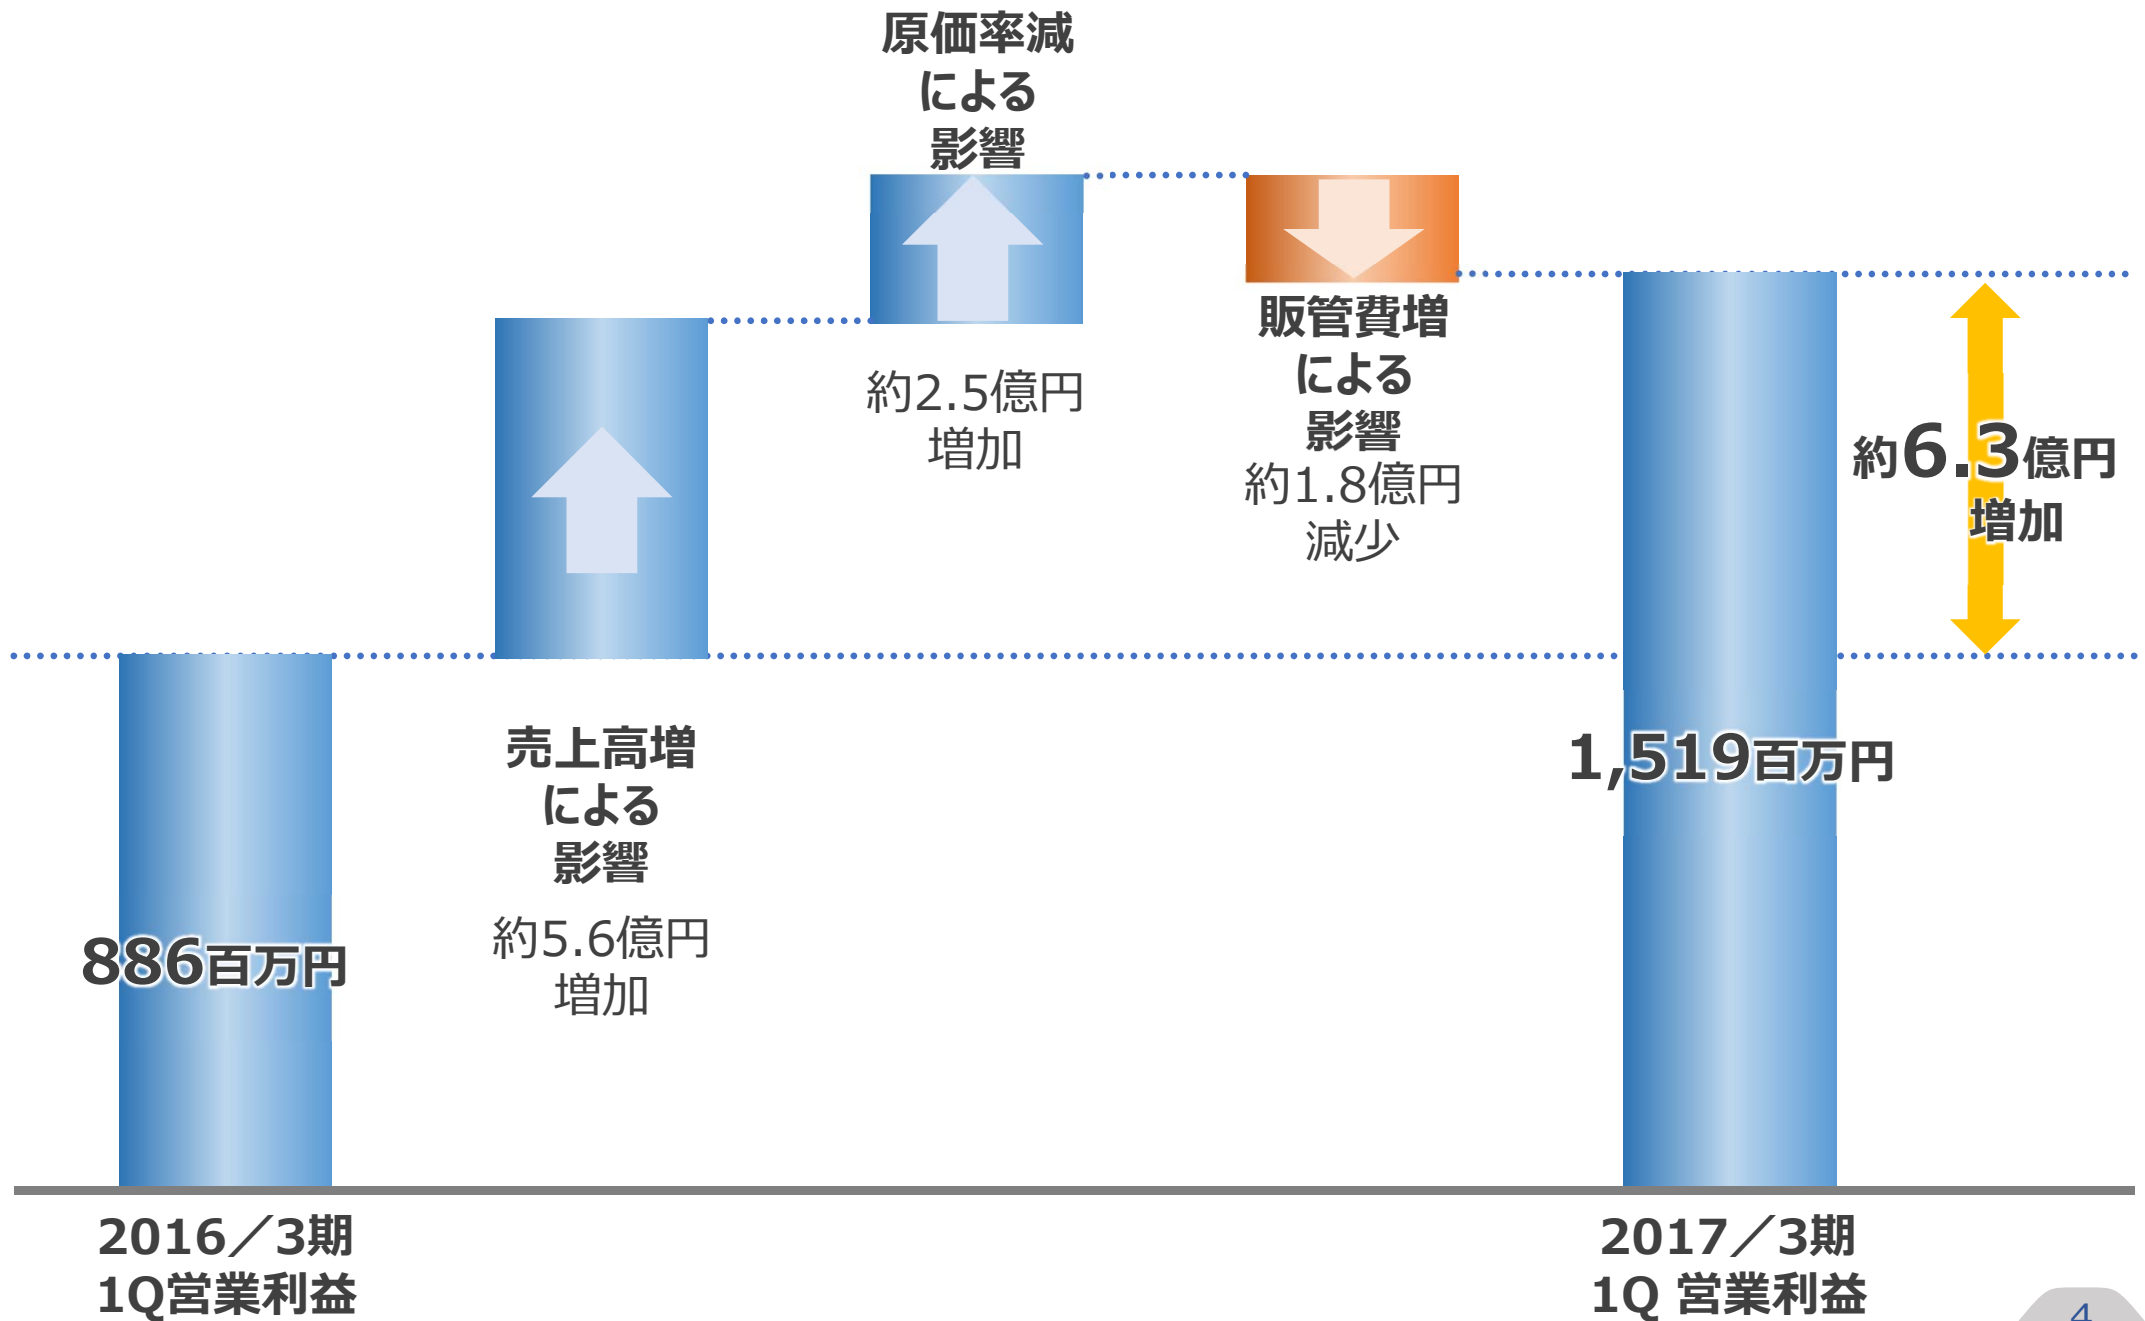 原価率減
による
影響
約2.5億円
増加
販管費増
による
影響
約1.8億円
減少
約6.3億円
増加
売上高増
による
影響
約5.6億円
増加
886百万円
1,519百万円
2016／3期
1Q営業利益
2017／3期
1Q 営業利益
4